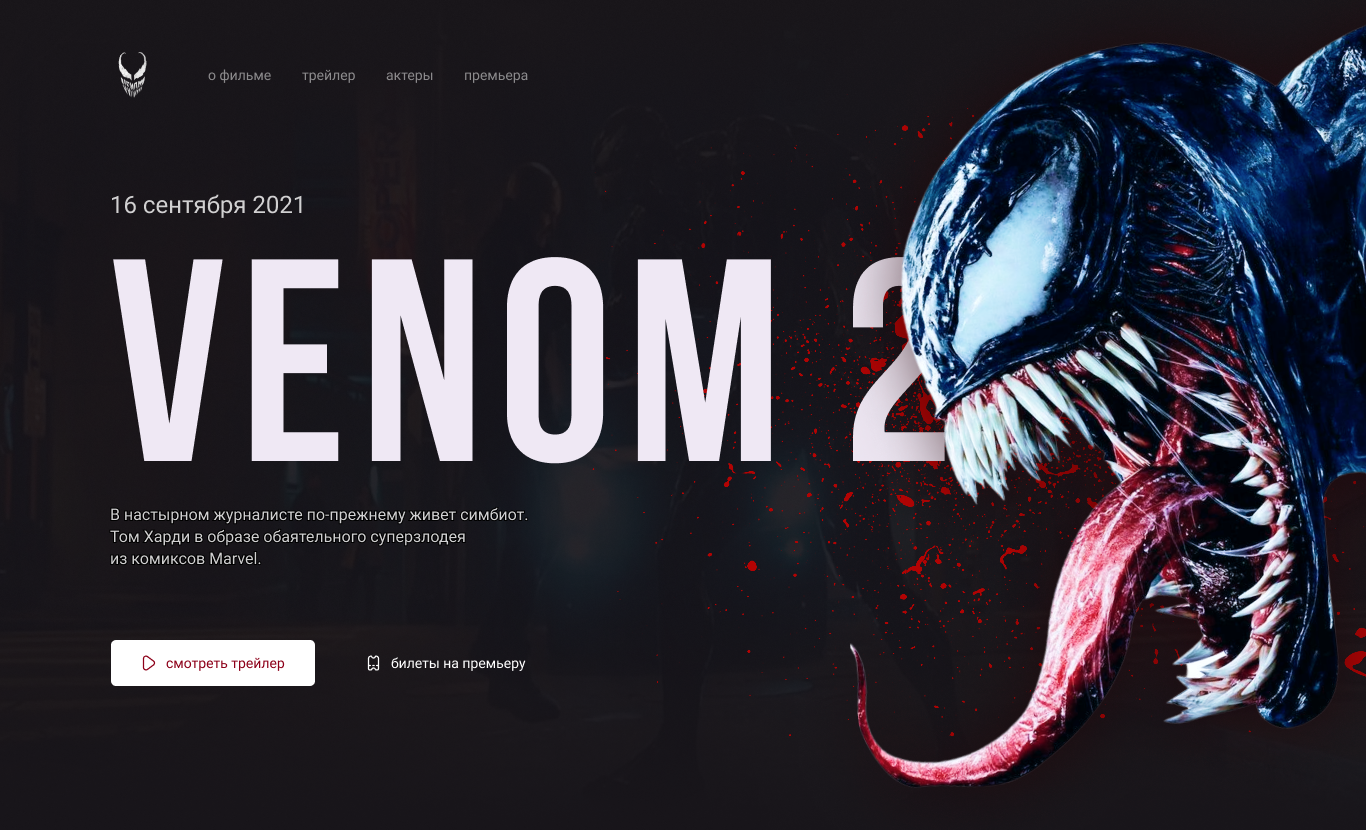 о фильме трейлер актеры премьера
16 сентября 2021
VENOM 2
В настырном журналисте по-прежнему живет симбиот.
Том Харди в образе обаятельного суперзлодея
из комиксов Marvel.
смотреть трейлер билеты на премьеру